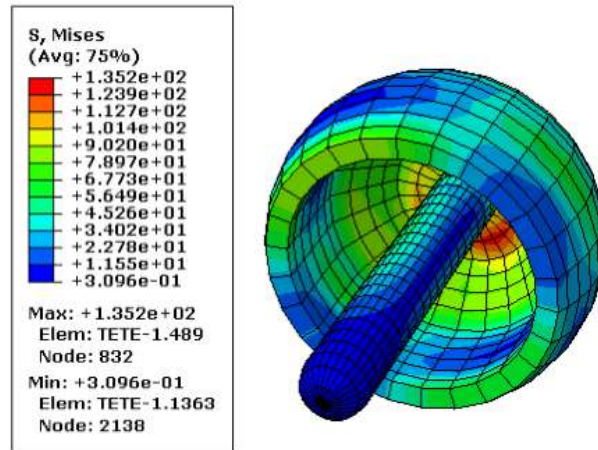 S, Mises
(Avg: 75%)
+1.352e+02
+1.239e+02
+1.127e+02
+1.014e+02
+9.020e+01
+7.897e+01
+6.773e+01
+5.649e+01
+4.526e+01
+3.402e+01
+2.278e+01
+1.155e+01
+3.096e-01
Max: +1.352e+02
Elem: TETE-1.489
Node: 832
Min: +3.096e-01
Elem: TETE-1.1363
Node: 2138